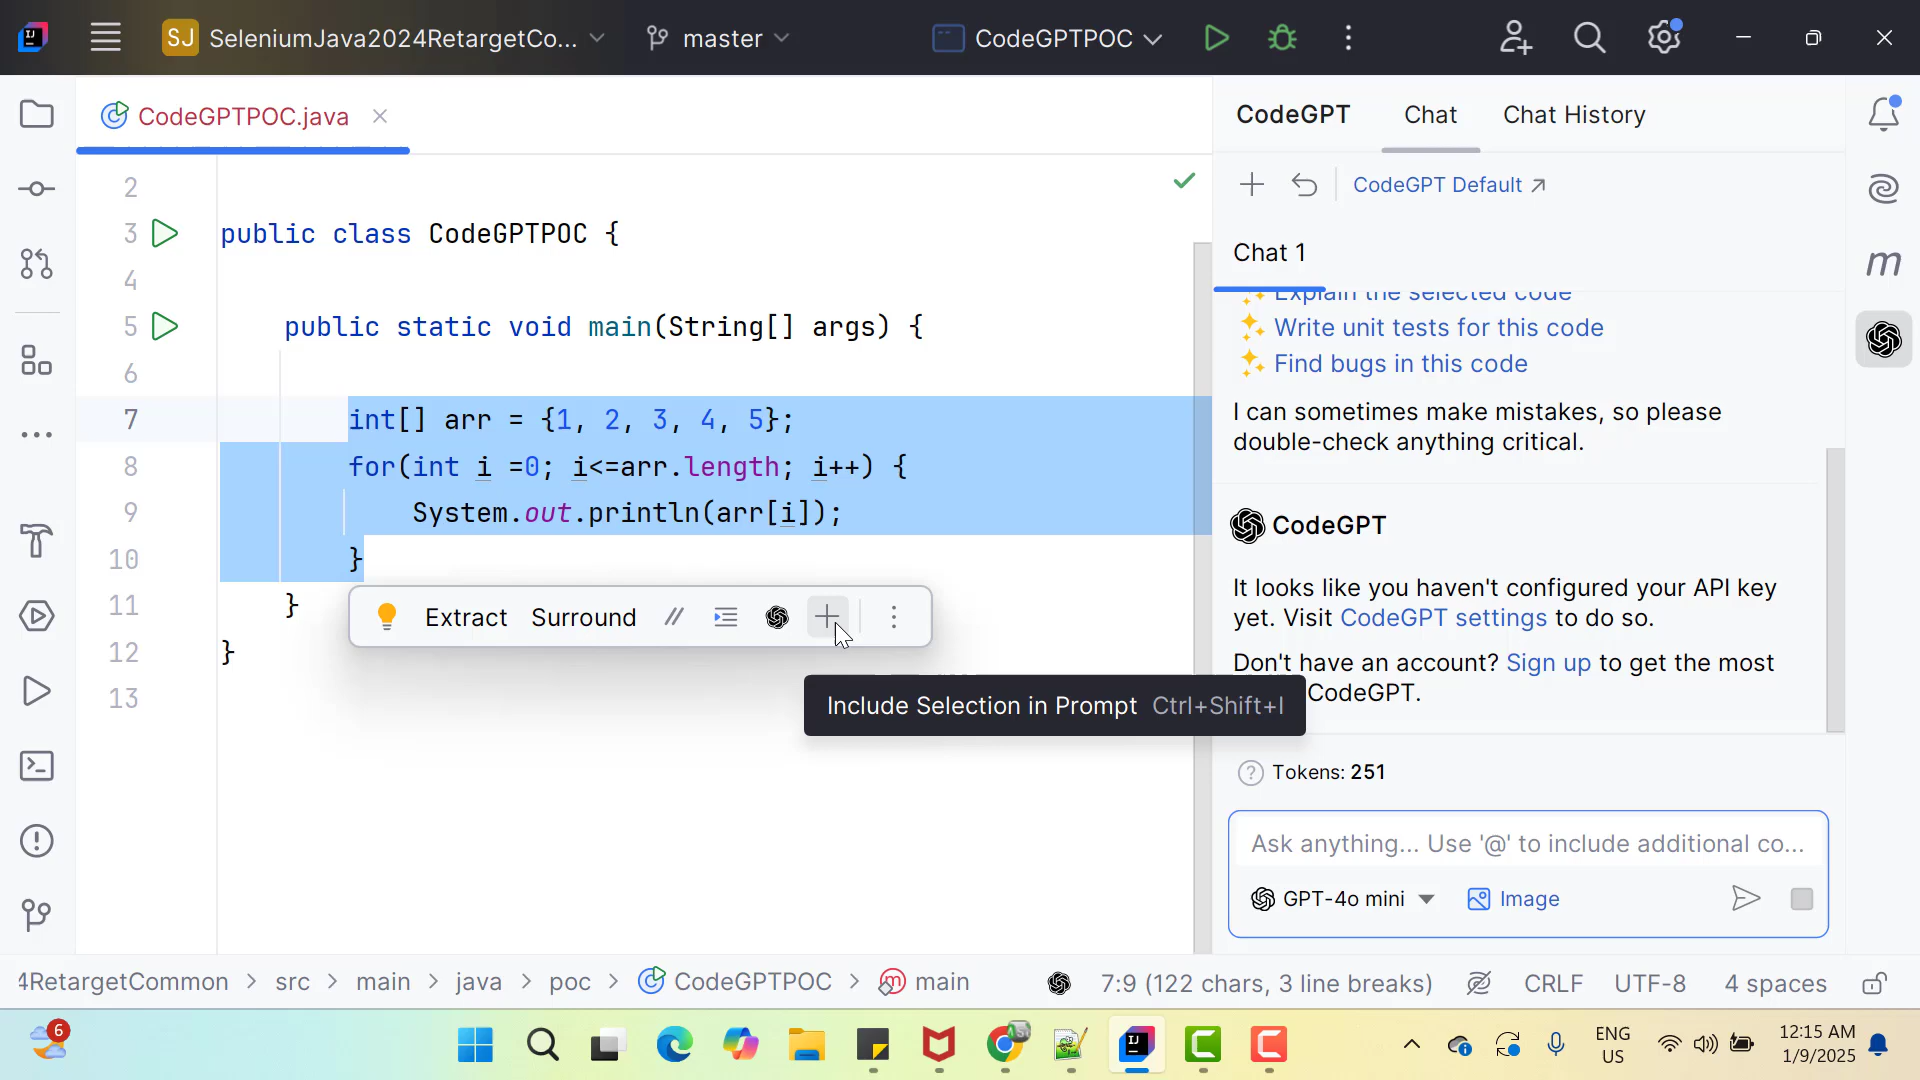 SJ SeleniumJava2024RetargetCo... master CodeGPTPOC
CodeGPTPOC.java
2
3 public class CodeGPTPOC {
4
5 public static void main(String[] args) {
6
7 int[] arr = {1, 2, 3, 4, 5};
8 for(int i =0; i<=arr.length; i++) {
9 System.out.println(arr[i]);
10 }
11 }
12 }
13
Extract Surround //
Include Selection in Prompt Ctrl+Shift+I
CodeGPT Chat Chat History
CodeGPT Default
Chat 1
Explain the selected code
Write unit tests for this code
Find bugs in this code
I can sometimes make mistakes, so please
double-check anything critical.
CodeGPT
It looks like you haven't configured your API key
yet. Visit CodeGPT settings to do so.
Don't have an account? Sign up to get the most
CodeGPT.
Tokens: 251
Ask anything... Use '@' to include additional co...
GPT-4o mini Image
4RetargetCommon > src > main > java > poc > CodeGPTPOC > main
7:9 (122 chars, 3 line breaks) CRLF UTF-8 4 spaces
6
ENG
US
12:15 AM
1/9/2025